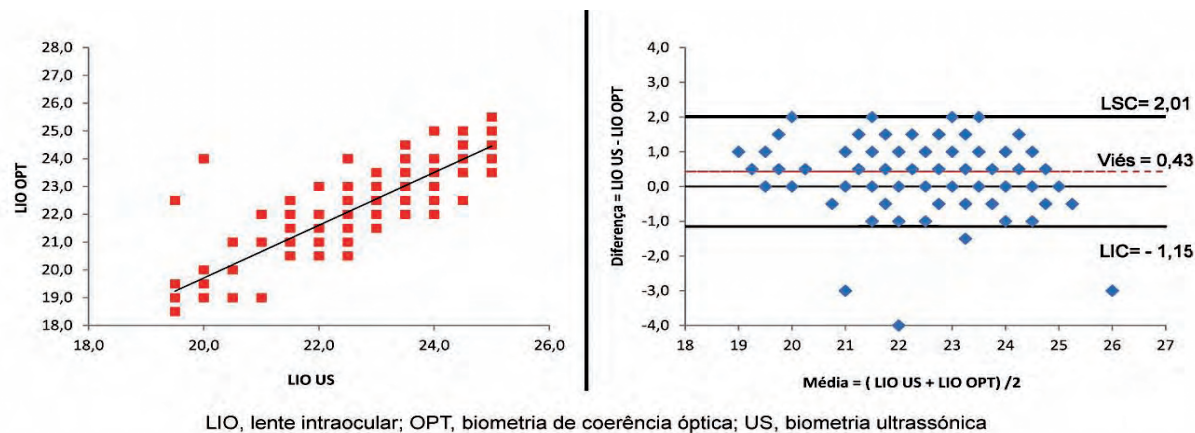 28,0
27,0
26,0
25,0
24,0
23,0
22,0
21,0
20,0
19,0
18,0
LIO OPT
18,0 20,0 22,0 24,0 26,0
LIO US
4,0
3,0
2,0
1,0
0,0
-1,0
-2,0
-3,0
-4,0
Diferença = LIO US - LIO OPT
LSC= 2,01
Viés = 0,43
LIC= - 1,15
18 19 20 21 22 23 24 25 26 27
Média = ( LIO US + LIO OPT) /2
LIO, lente intraocular; OPT, biometria de coerência óptica; US, biometria ultrassónica